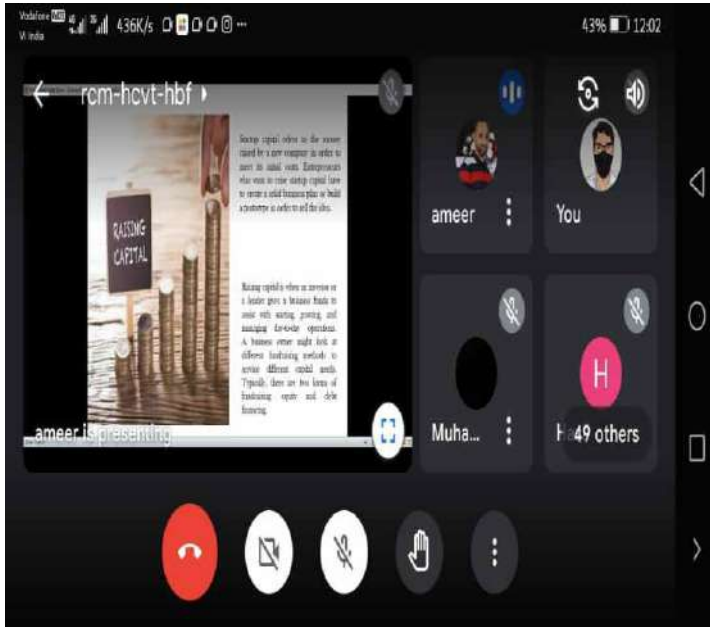 Vodafone
Vi India
436K/s
43%
12:02
rcm-hcvt-hbf
Startup capital refers to the money
raised by a new company in order to
meet its initial costs. Entrepreneurs
who want to raise startup capital have
to create a solid business plan or build
a prototype in order to sell the idea.
RAISING
CAPITAL
Raising capital is when an investor or
a lender gives a business funds to
assist with starting, growing, and
managing day-to-day operations.
A business owner might look at
different fundraising methods to
service different capital needs.
Typically, there are two forms of
fundraising equity and debt
financing.
ameer is presenting
ameer
You
Muha...
H
49 others